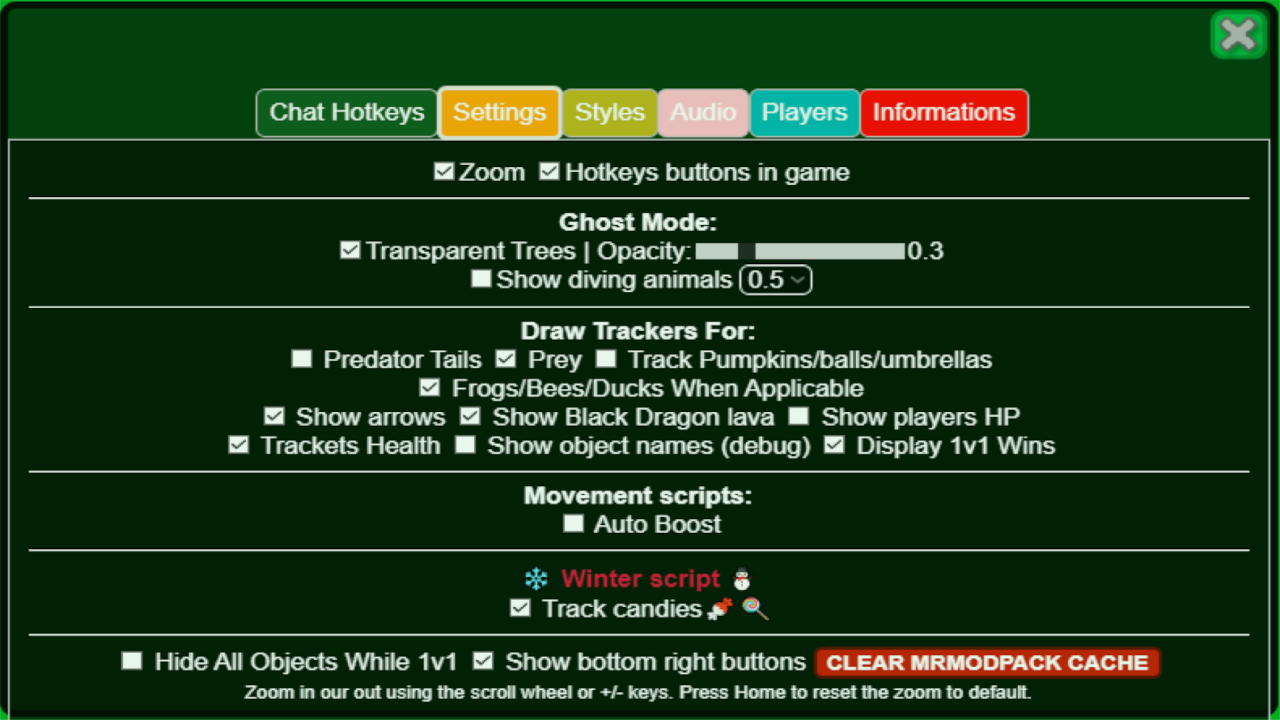 Chat Hotkeys Settings Styles Audio Players Informations
Zoom Hotkeys buttons in game
Ghost Mode:
Transparent Trees | Opacity: 0.3
Show diving animals 0.5
Draw Trackers For:
Predator Tails Prey Track Pumpkins/balls/umbrellas
Frogs/Bees/Ducks When Applicable
Show arrows Show Black Dragon lava Show players HP
Trackets Health Show object names (debug) Display 1v1 Wins
Movement scripts:
Auto Boost
Winter script
Track candies
Hide All Objects While 1v1 Show bottom right buttons CLEAR MRMODPACK CACHE
Zoom in our out using the scroll wheel or +/- keys. Press Home to reset the zoom to default.